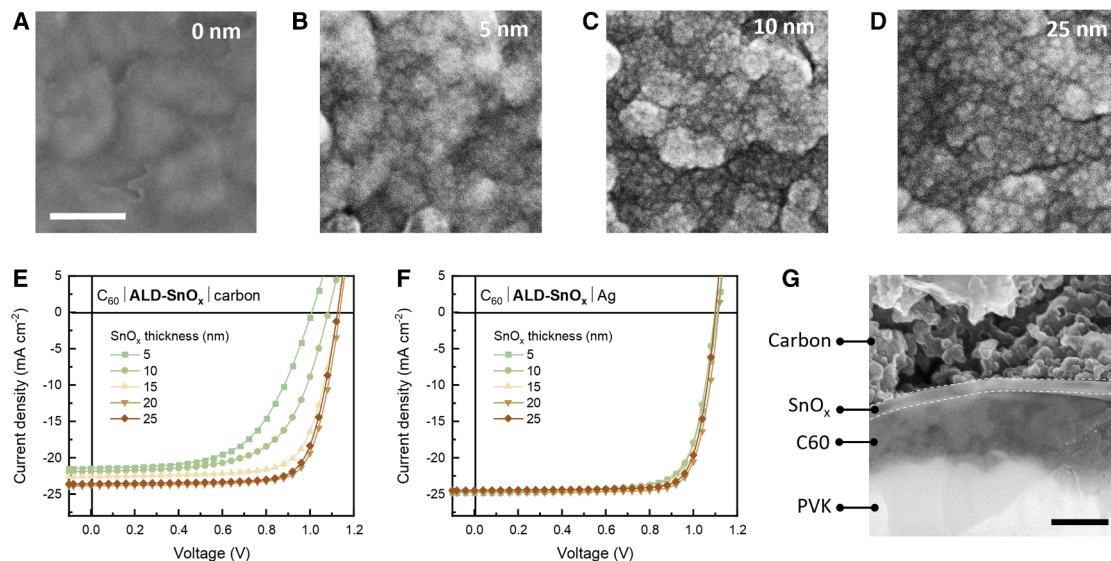 A
0 nm
B
5 nm
C
10 nm
D
25 nm
E
C₆₀ | ALD-SnOₓ | carbon
SnOₓ thickness (nm)
5
10
15
20
25
5
0
-5
-10
-15
-20
-25
Current density (mA cm⁻²)
0.0 0.2 0.4 0.6 0.8 1.0 1.2
Voltage (V)
F
C₆₀ | ALD-SnOₓ | Ag
SnOₓ thickness (nm)
5
10
15
20
25
5
0
-5
-10
-15
-20
-25
Current density (mA cm⁻²)
0.0 0.2 0.4 0.6 0.8 1.0 1.2
Voltage (V)
G
Carbon
SnOₓ
C60
PVK